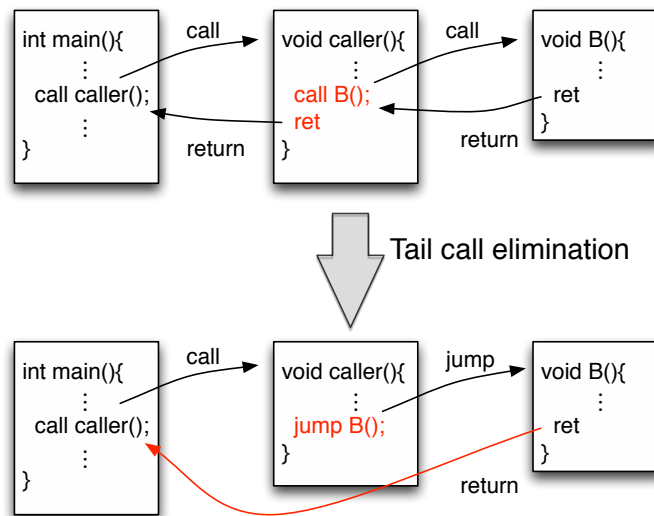 call
call
int main(){
⋮
call caller();
⋮
}
void caller(){
⋮
call B();
ret
}
void B(){
⋮
ret
}
return
return
Tail call elimination
call
jump
int main(){
⋮
call caller();
⋮
}
void caller(){
⋮
jump B();
}
void B(){
⋮
ret
}
return